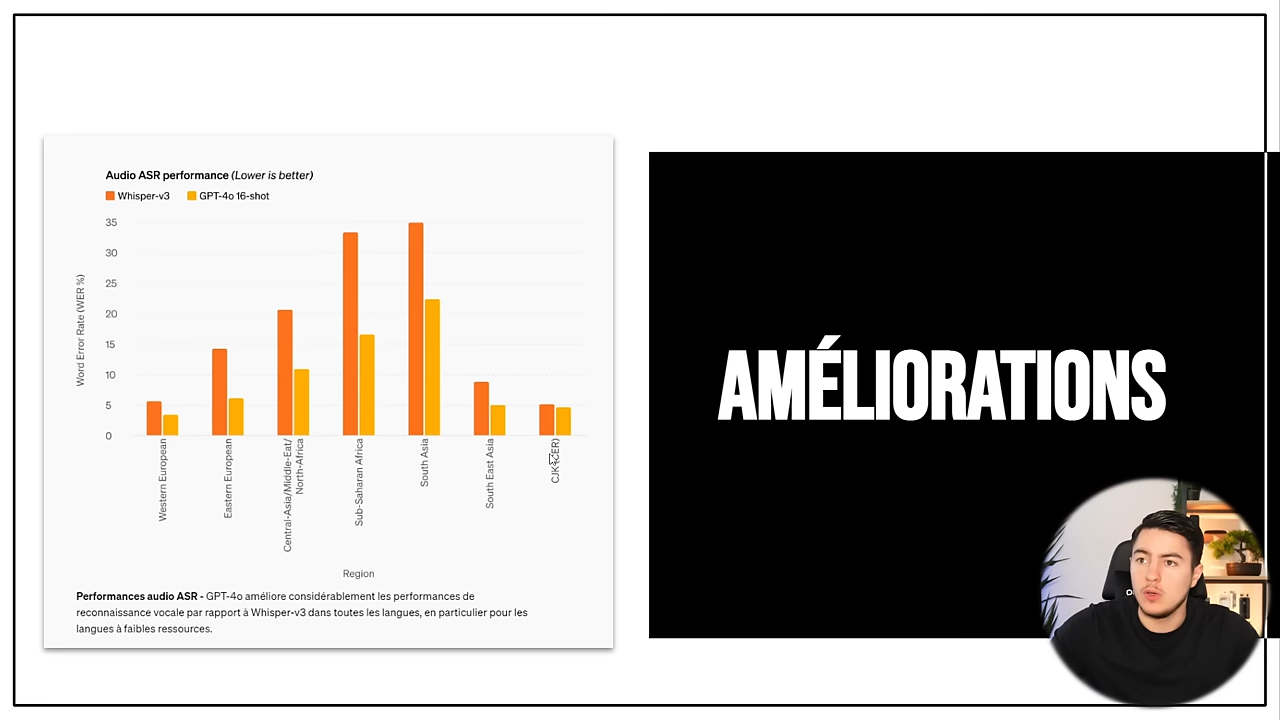 Audio ASR performance (Lower is better)
Whisper-v3 GPT-4o 16-shot
Word Error Rate (WER %)
35
30
25
20
15
10
5
0
Western European
Eastern European
Central-Asia/Middle-Eat/
North-Africa
Sub-Saharan Africa
South Asia
South East Asia
Region
Performances audio ASR - GPT-4o améliore considérablement les performances de
reconnaissance vocale par rapport à Whisper-v3 dans toutes les langues, en particulier pour les
langues à faibles ressources.
AMÉLIORATIONS